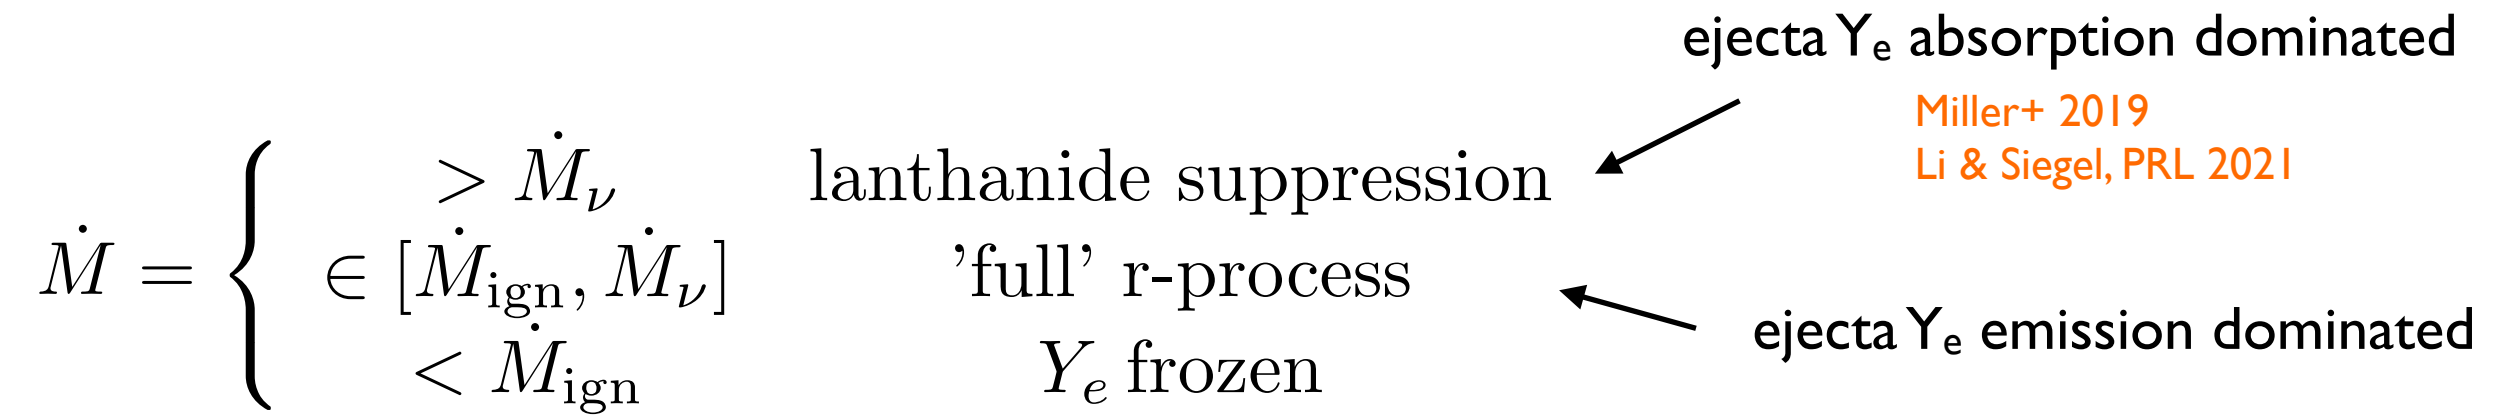 ejecta Yₑ absorption dominated
Miller+ 2019
Li & Siegel, PRL 2021
> Ṁ_ν lanthanide suppression
Ṁ = { ∈ [Ṁ_ign, Ṁ_ν] 'full' r-process
ejecta Yₑ emission dominated
< Ṁ_ign Yₑ frozen